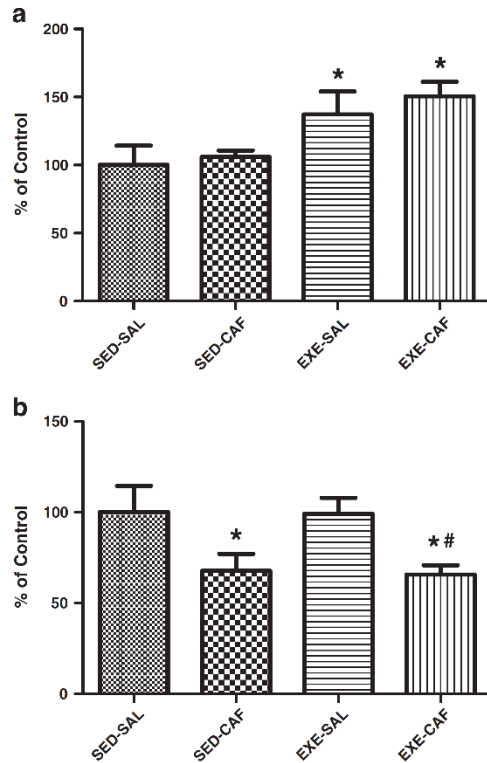 a
200
150
100
50
0
% of Control
*
*
SED-SAL
SED-CAF
EXE-SAL
EXE-CAF
b
150
100
50
0
% of Control
*
* #
SED-SAL
SED-CAF
EXE-SAL
EXE-CAF